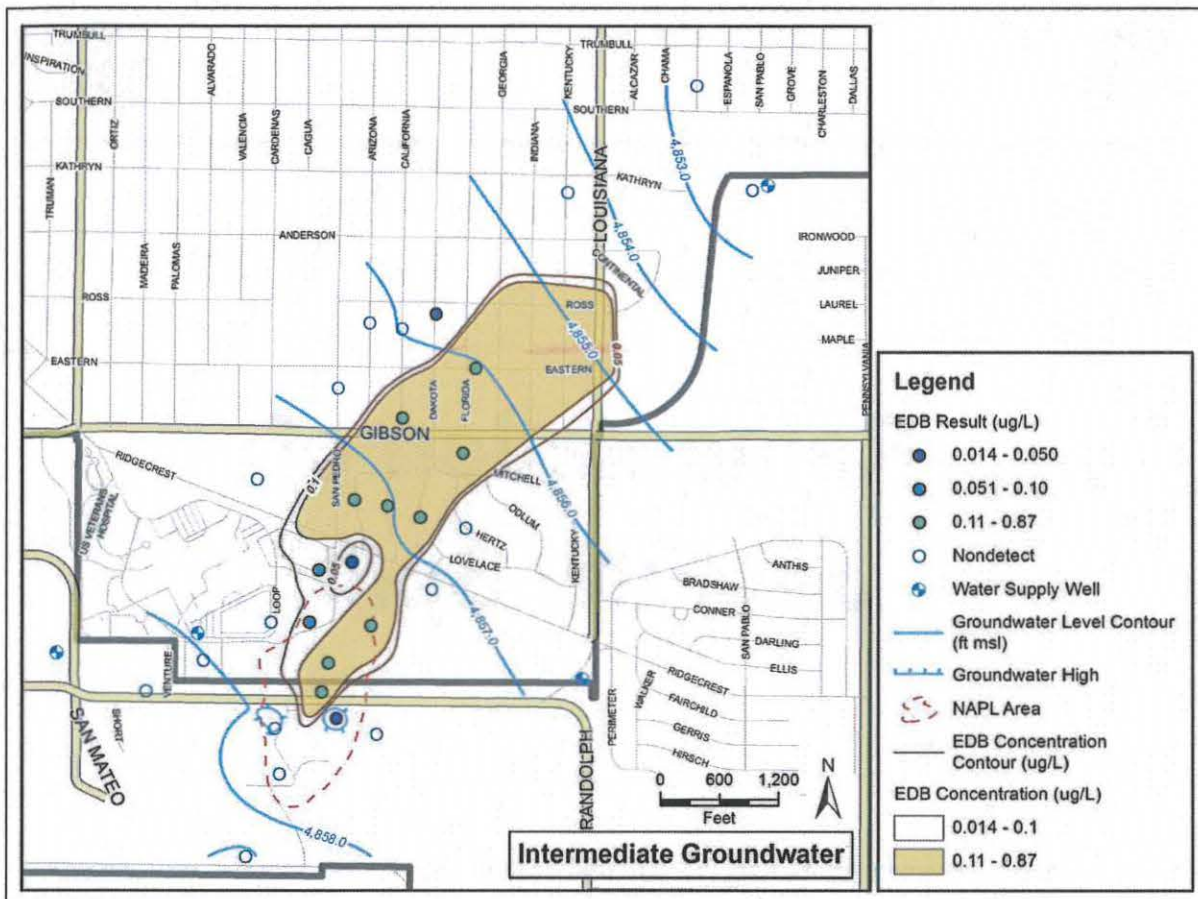 TRUMBULL
INSPIRATION
ALVARADO
GEORGIA
KENTUCKY
TRUMBULL
ALCAZAR
CHAMA
ESPANOLA
SAN PABLO
GROVE
CHARLESTON
DALLAS
SOUTHERN
SOUTHERN
ORTIZ
VALENCIA
CARDENAS
CAGUA
ARIZONA
CALIFORNIA
INDIANA
4,853.0
KATHRYN
KATHRYN
TRUMAN
LOUISIANA
4,854.0
MADEIRA
PALOMAS
ANDERSON
IRONWOOD
CONTINENTAL
JUNIPER
ROSS
ROSS
LAUREL
4,855.0
MAPLE
0.05
EASTERN
EASTERN
PENNSYLVANIA
DAKOTA
FLORIDA
GIBSON
RIDGECREST
SAN PEDRO
0.1
MITCHELL
4,856.0
ODLUM
US VETERANS
HOSPITAL
HERTZ
LOVELACE
KENTUCKY
0.05
LOOP
4,857.0
ANTHIS
BRADSHAW
CONNER
SAN PABLO
DARLING
ELLIS
VENTURE
RIDGECREST
WALKER
PERIMETER
FAIRCHILD
GERRIS
HIRSCH
SHORT
SAN MATEO
RANDOLPH
4,858.0
0 600 1,200
Feet
N
Intermediate Groundwater
Legend
EDB Result (ug/L)
0.014 - 0.050
0.051 - 0.10
0.11 - 0.87
Nondetect
Water Supply Well
Groundwater Level Contour
(ft msl)
Groundwater High
NAPL Area
EDB Concentration
Contour (ug/L)
EDB Concentration (ug/L)
0.014 - 0.1
0.11 - 0.87